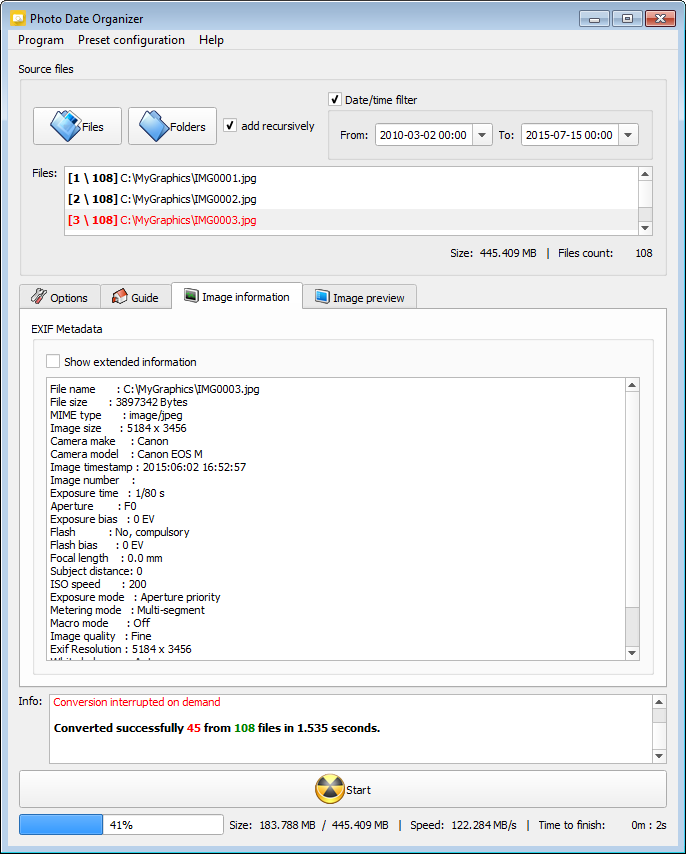 Photo Date Organizer
Program Preset configuration Help
Source files
Date/time filter
Files Folders add recursively
From: 2010-03-02 00:00 To: 2015-07-15 00:00
Files: [1 \ 108] C:\MyGraphics\IMG0001.jpg
[2 \ 108] C:\MyGraphics\IMG0002.jpg
[3 \ 108] C:\MyGraphics\IMG0003.jpg
Size: 445.409 MB | Files count: 108
Options Guide Image information Image preview
EXIF Metadata
Show extended information
File name : C:\MyGraphics\IMG0003.jpg
File size : 3897342 Bytes
MIME type : image/jpeg
Image size : 5184 x 3456
Camera make : Canon
Camera model : Canon EOS M
Image timestamp : 2015:06:02 16:52:57
Image number :
Exposure time : 1/80 s
Aperture : F0
Exposure bias : 0 EV
Flash : No, compulsory
Flash bias : 0 EV
Focal length : 0.0 mm
Subject distance: 0
ISO speed : 200
Exposure mode : Aperture priority
Metering mode : Multi-segment
Macro mode : Off
Image quality : Fine
Exif Resolution : 5184 x 3456
Info: Conversion interrupted on demand
Converted successfully 45 from 108 files in 1.535 seconds.
Start
41% Size: 183.788 MB / 445.409 MB | Speed: 122.284 MB/s | Time to finish: 0m : 2s